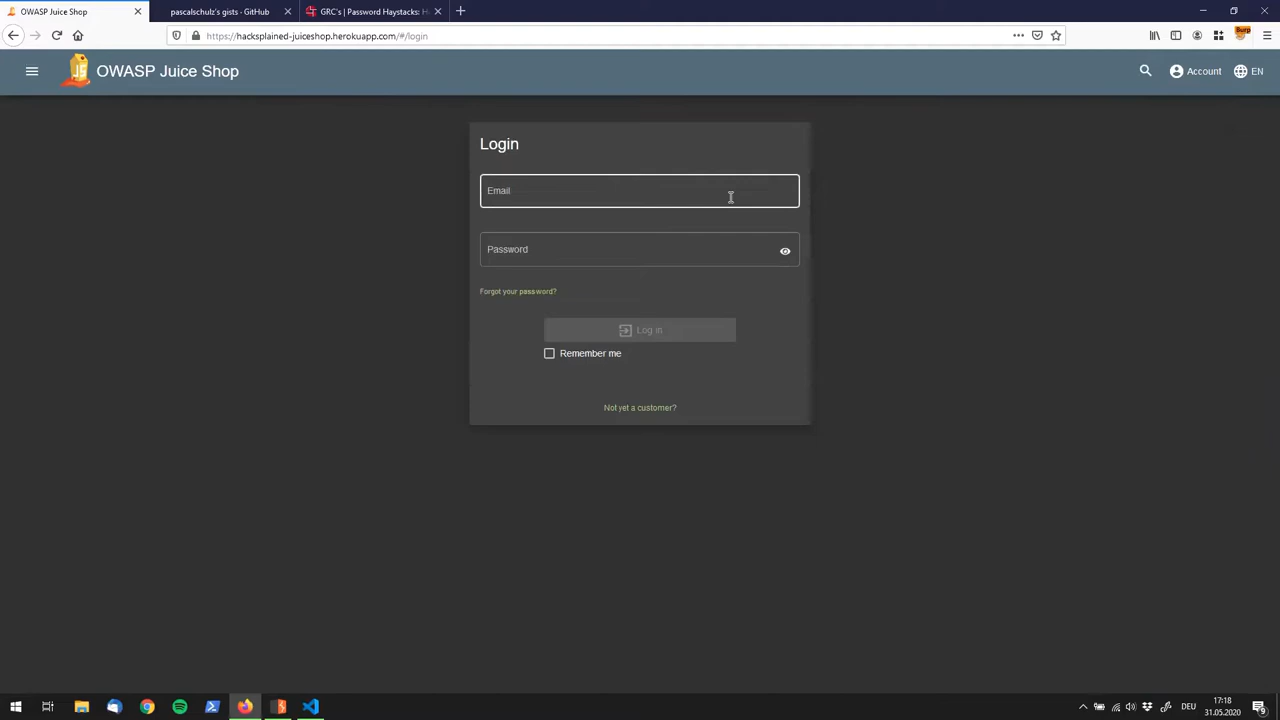 OWASP Juice Shop
pascalschulz's gists · GitHub
GRC's | Password Haystacks: H
https://hacksplained-juiceshop.herokuapp.com/#/login
Burp
OWASP Juice Shop
Account
EN
Login
Email
Password
Forgot your password?
Log in
Remember me
Not yet a customer?
DEU
17:18
31.05.2020